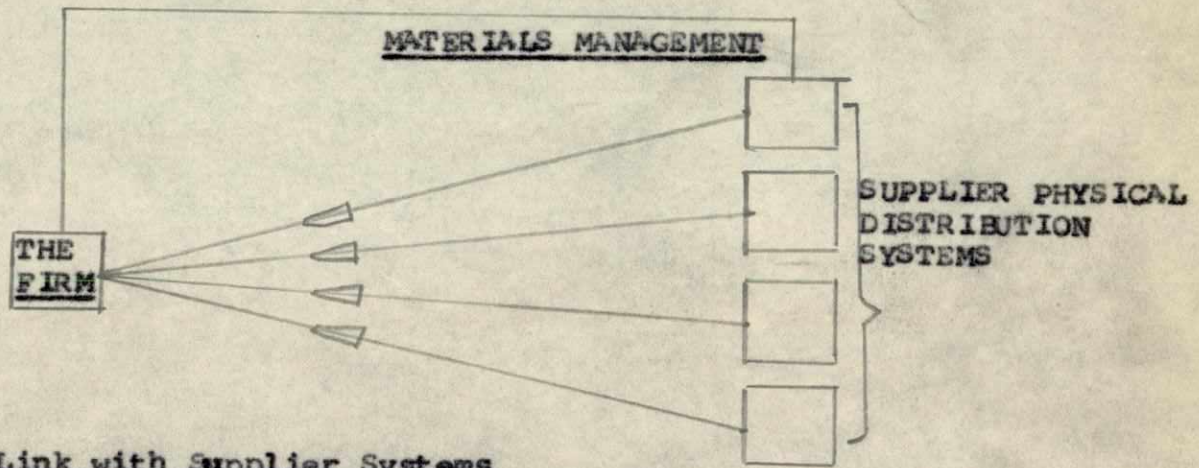 MATERIALS MANAGEMENT
SUPPLIER PHYSICAL
DISTRIBUTION
SYSTEMS
THE
FIRM
Link with Supplier Systems